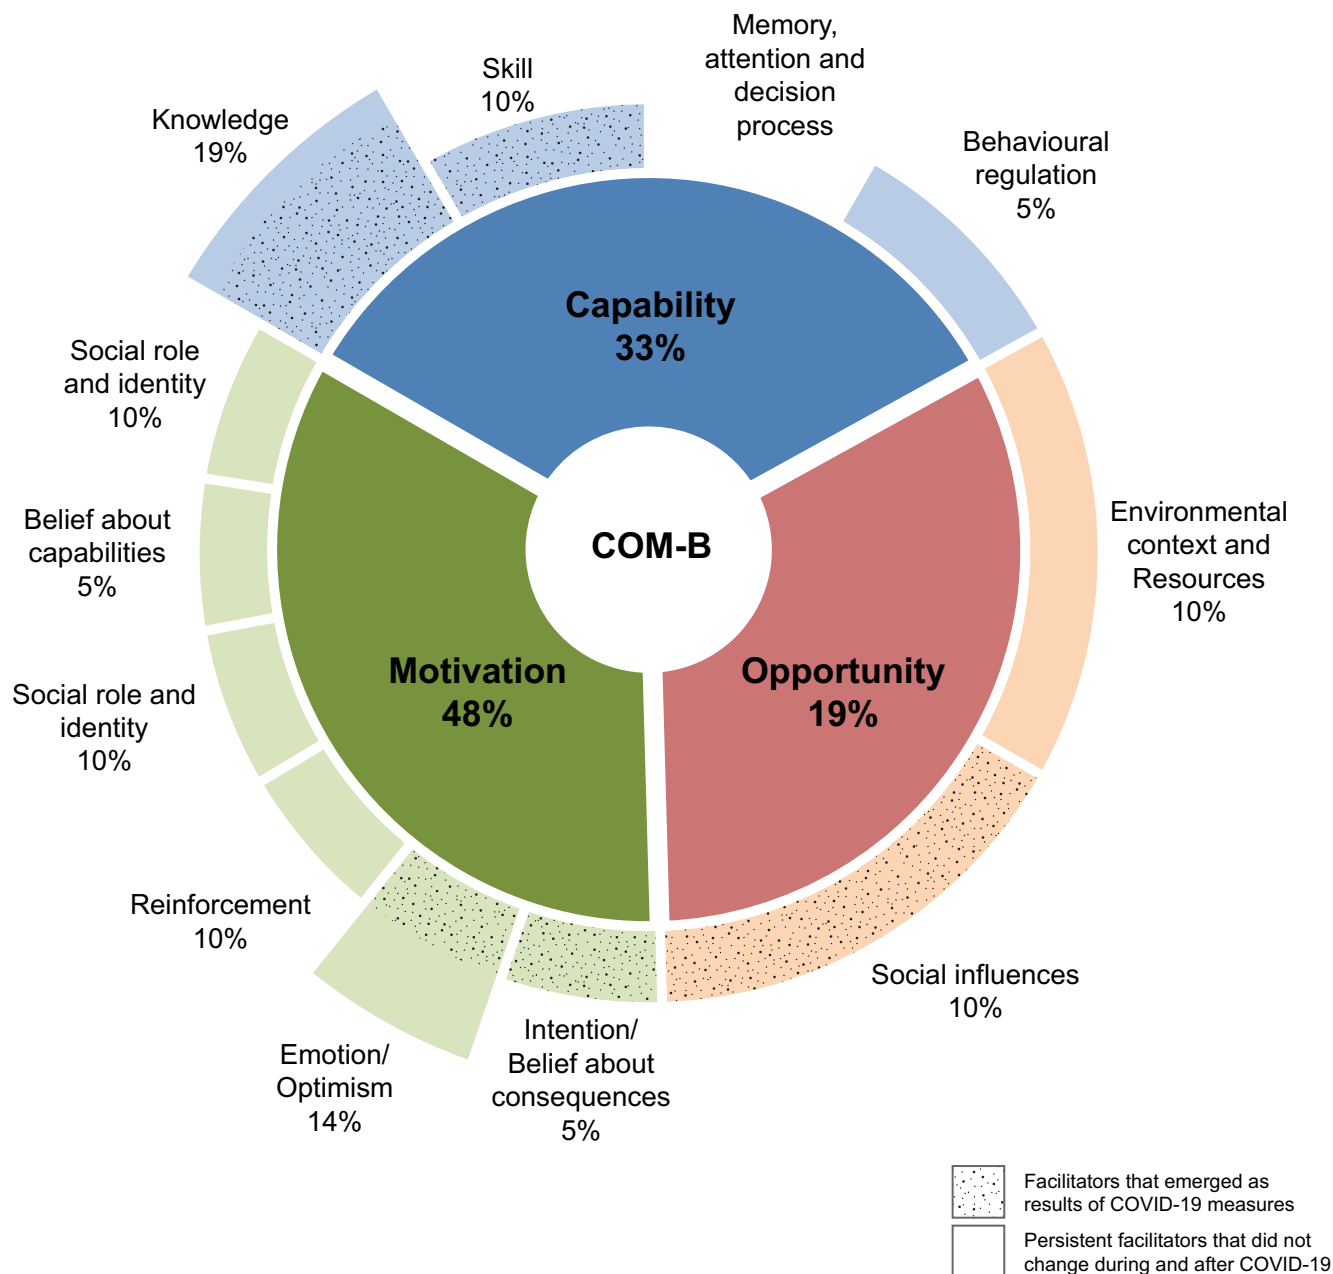 Memory,
attention and
decision
process
Skill
10%
Knowledge
19%
Behavioural
regulation
5%
Capability
33%
Social role
and identity
10%
Belief about
capabilities
5%
Environmental
context and
Resources
10%
COM-B
Motivation
48%
Opportunity
19%
Social role and
identity
10%
Reinforcement
10%
Social influences
10%
Emotion/
Optimism
14%
Intention/
Belief about
consequences
5%
Facilitators that emerged as
results of COVID-19 measures
Persistent facilitators that did not
change during and after COVID-19